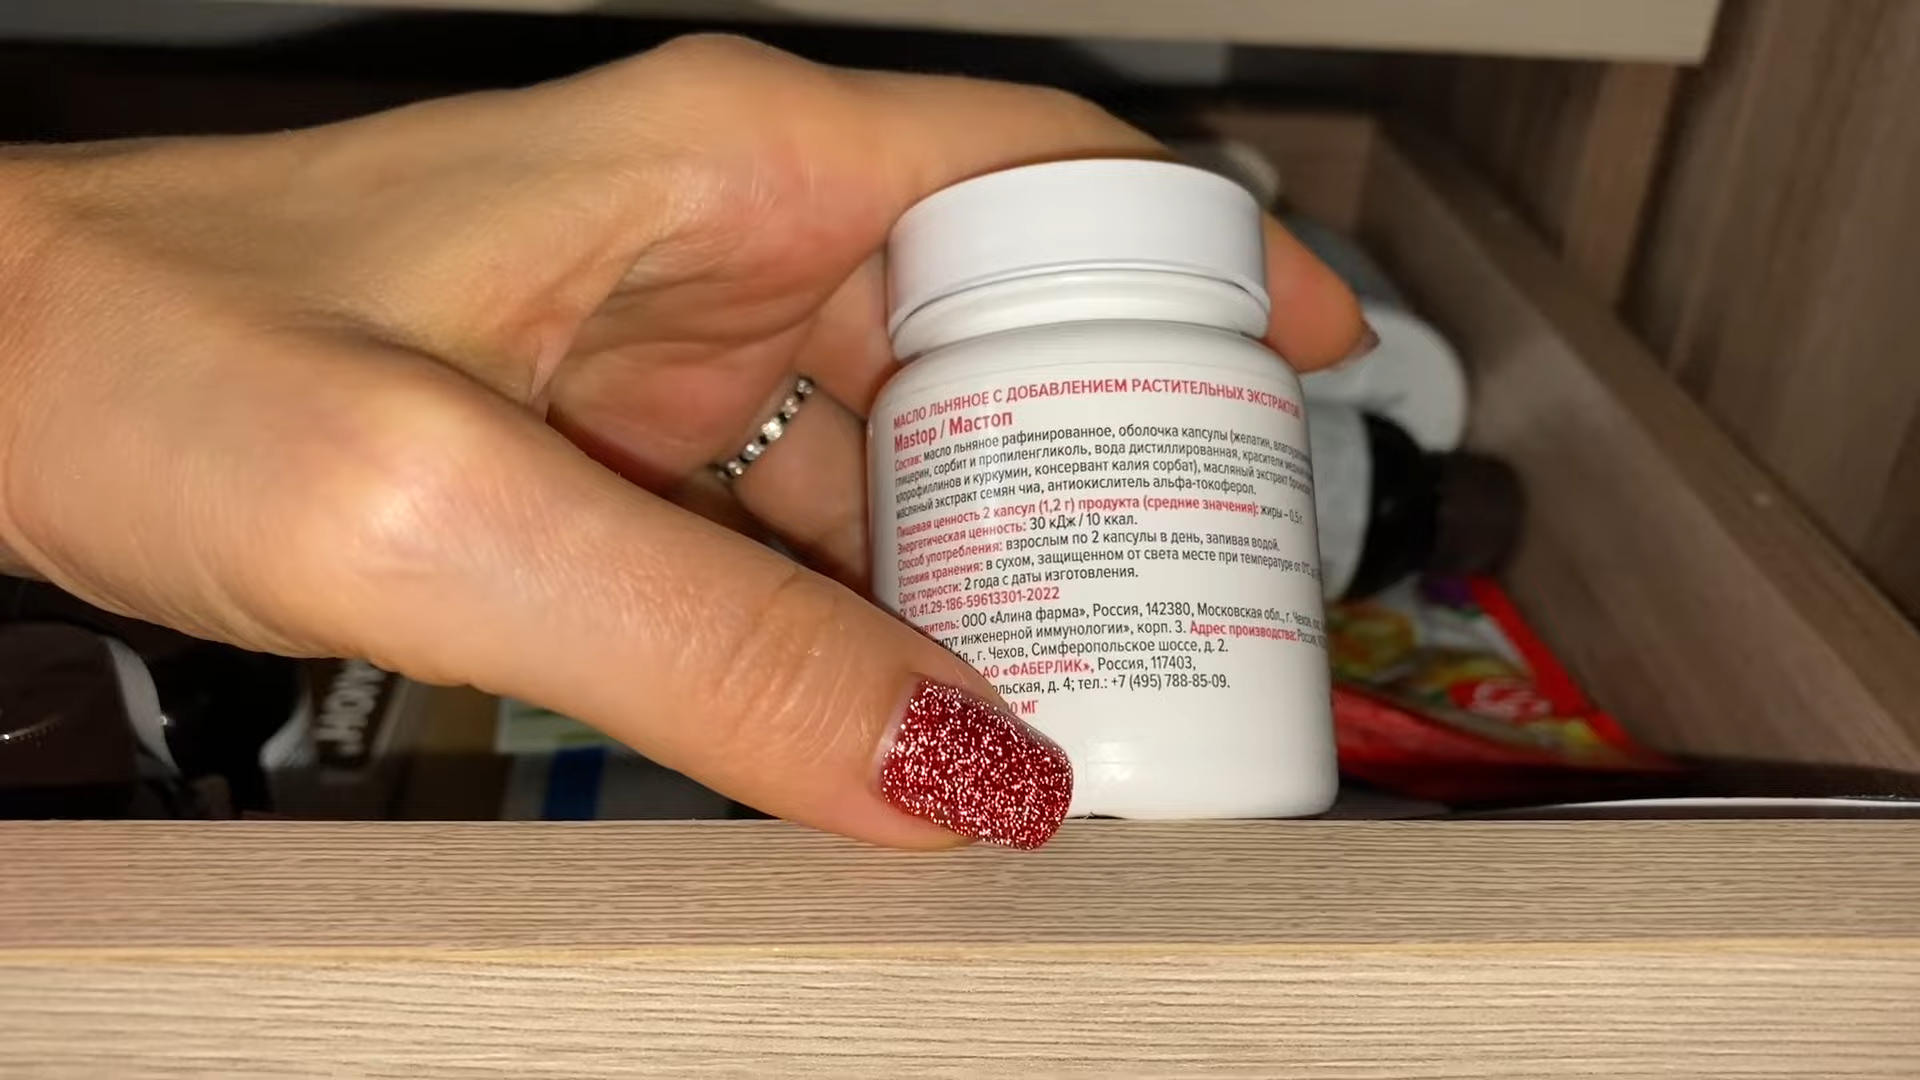 МАСЛО ЛЬНЯНОЕ С ДОБАВЛЕНИЕМ РАСТИТЕЛЬНЫХ ЭКСТРАКТОВ
Mastop / Мастоп
Состав: масло льняное рафинированное, оболочка капсулы (желатин,
глицерин, сорбит и пропиленгликоль, вода дистиллированная, красители
хлорофиллинов и куркумин, консервант калия сорбат), масляный экстракт
масляный экстракт семян чиа, антиокислитель альфа-токоферол.
Пищевая ценность 2 капсул (1,2 г) продукта (средние значения): жиры – 0,5 г.
Энергетическая ценность: 30 кДж / 10 ккал.
Способ употребления: взрослым по 2 капсулы в день, запивая водой.
Условия хранения: в сухом, защищенном от света месте при температуре от 0°C
Срок годности: 2 года с даты изготовления.
10.41.29-186-59613301-2022
ООО «Алина фарма», Россия, 142380, Московская обл., г. Чехов,
инженерной иммунологии», корп. 3. Адрес производства: Россия,
г. Чехов, Симферопольское шоссе, д. 2.
АО «ФАБЕРЛИК», Россия, 117403,
д. 4; тел.: +7 (495) 788-85-09.
МГ